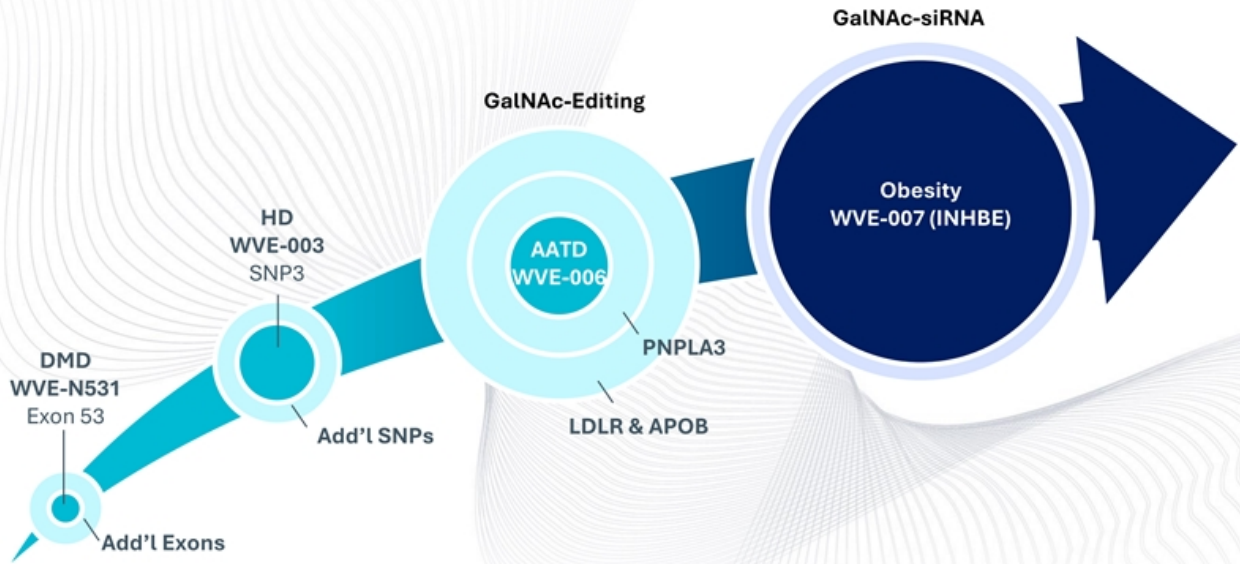 GalNAc-siRNA
GalNAc-Editing
Obesity
WVE-007 (INHBE)
HD
WVE-003
SNP3
AATD
WVE-006
PNPLA3
DMD
WVE-N531
Exon 53
LDLR & APOB
Add'l SNPs
Add'l Exons